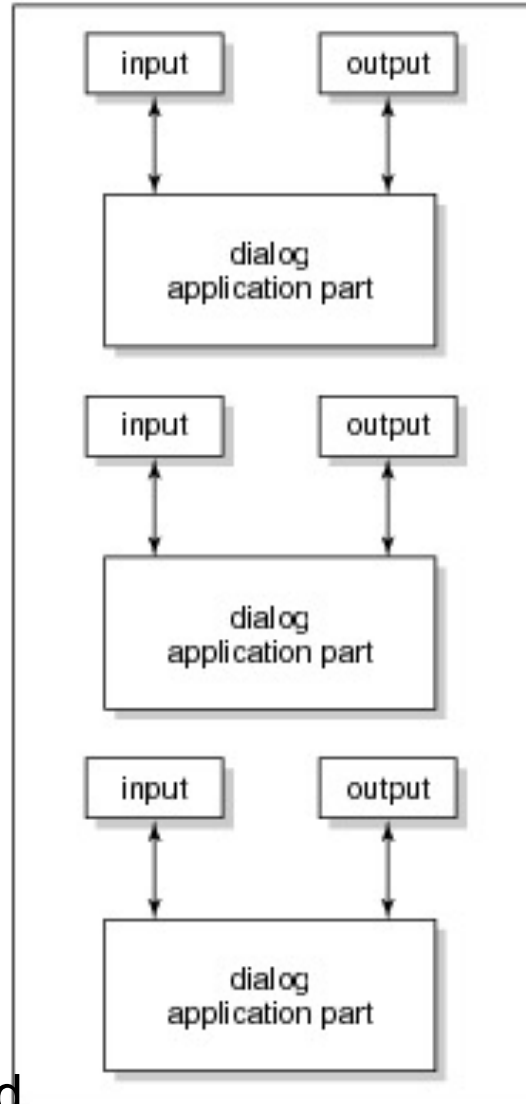 input
output
dialog
application part
input
output
dialog
application part
input
output
dialog
application part
d